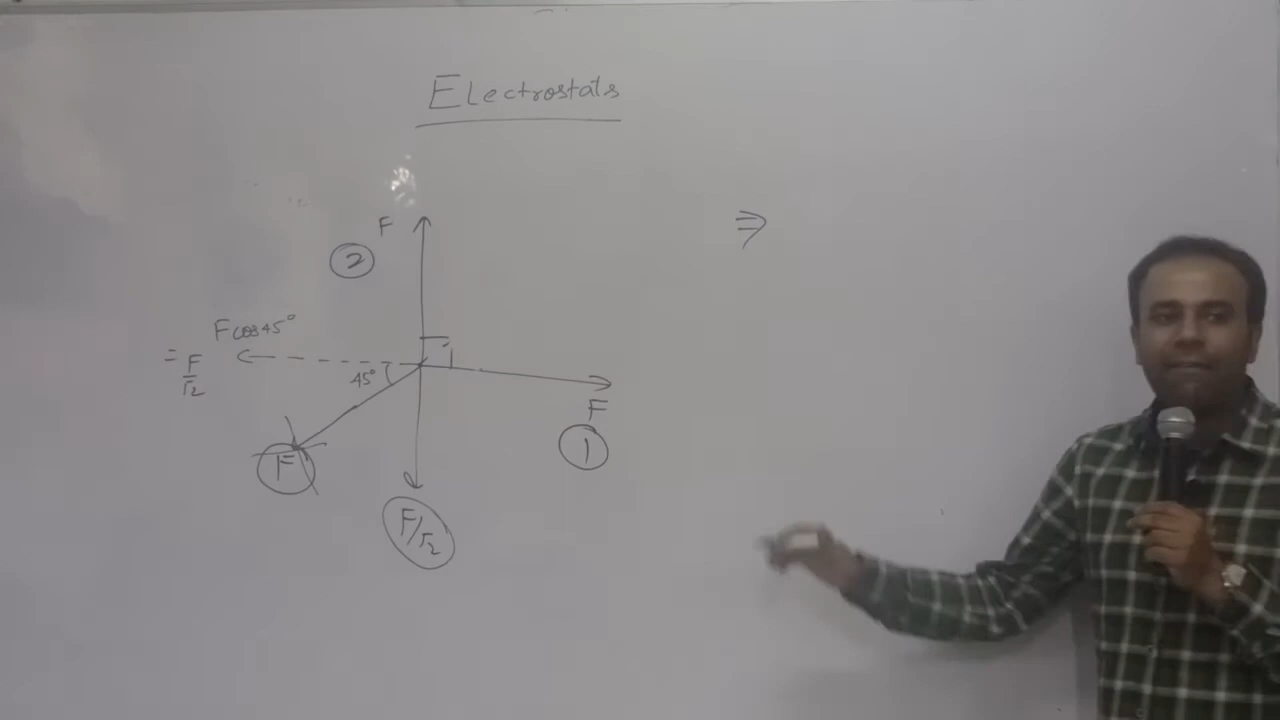 Electrostats
⇒
F
②
F cos 45°
= F/√2
45°
F
①
F
F/√2